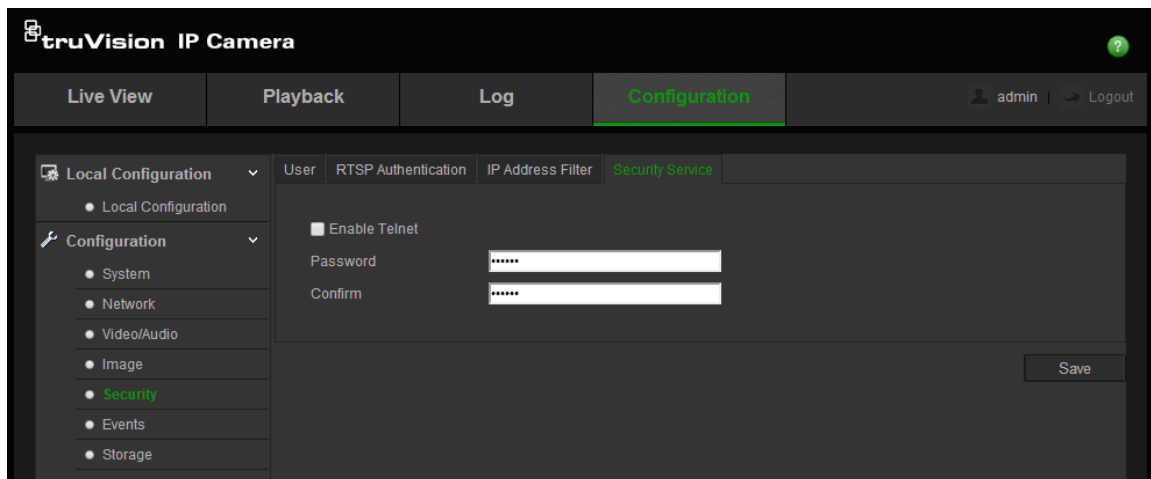 truVision IP Camera
?
Live View Playback Log Configuration admin | Logout
Local Configuration
Local Configuration
Configuration
System
Network
Video/Audio
Image
Security
Events
Storage
User RTSP Authentication IP Address Filter Security Service
Enable Telnet
Password ••••••
Confirm ••••••
Save